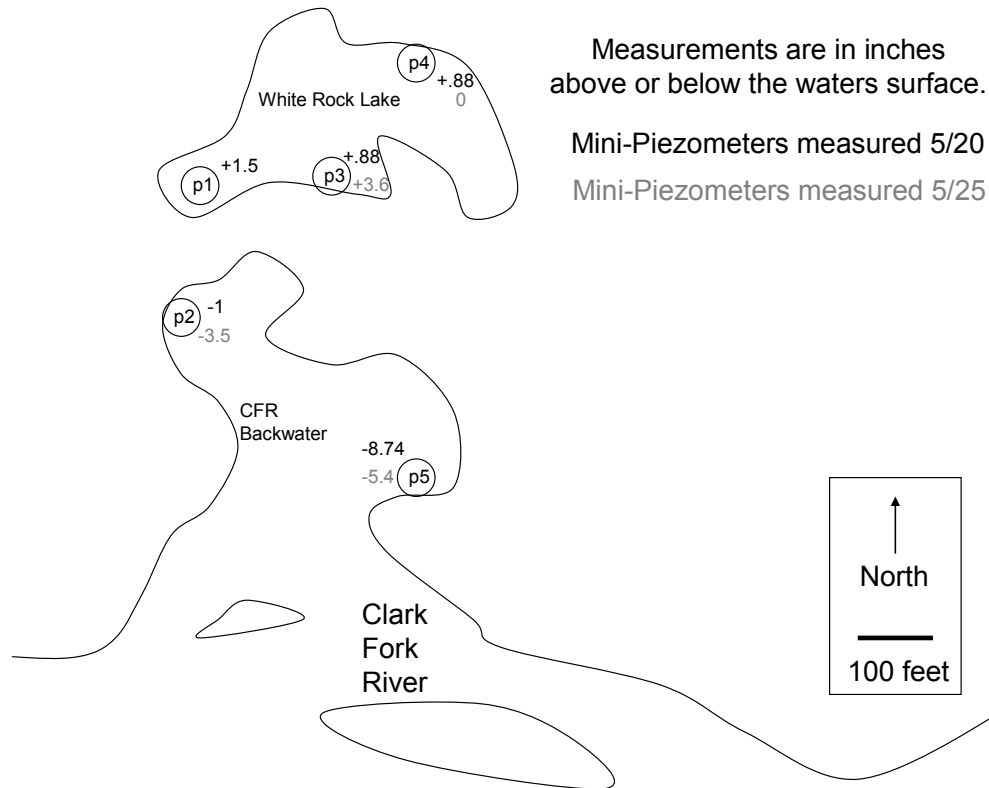 Measurements are in inches
above or below the waters surface.
Mini-Piezometers measured 5/20
Mini-Piezometers measured 5/25
p4
+.88
0
White Rock Lake
+1.5
p1
+.88
p3
+3.6
p2
-1
-3.5
CFR
Backwater
-8.74
-5.4
p5
Clark
Fork
River
North
100 feet